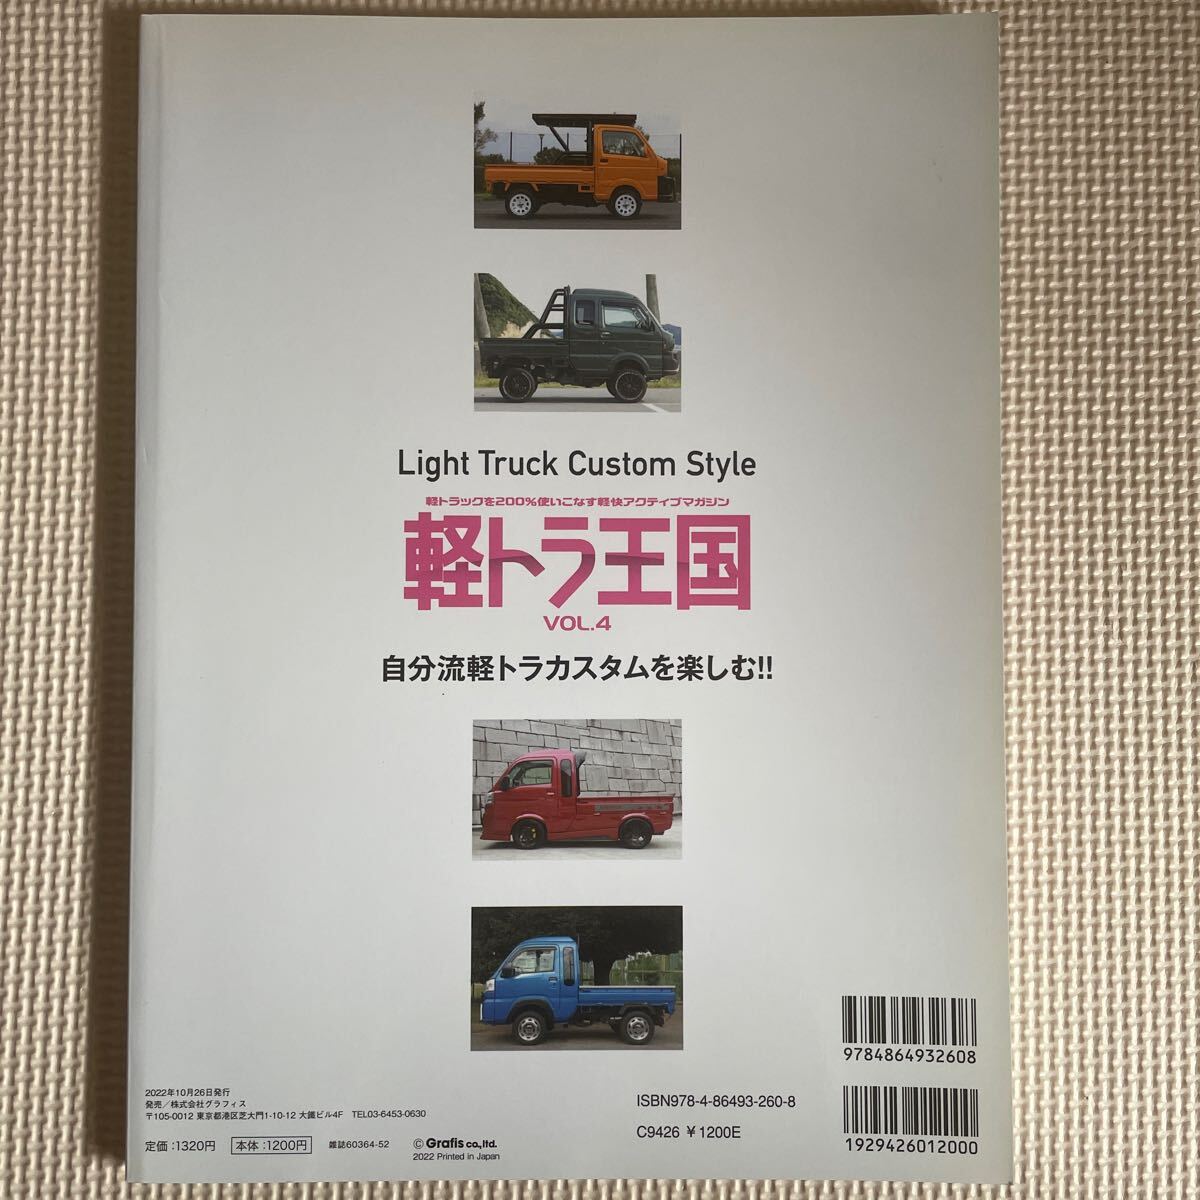 Light Truck Custom Style
軽トラックを200%使いこなす軽快アクティブマガジン
軽トラ王国
VOL.4
自分流軽トラカスタムを楽しむ!!
9784864932608
2022年10月26日発行
発売／株式会社グラフィス
〒105-0012 東京都港区芝大門1-10-12 大鐵ビル4F TEL03-6453-0630
定価：1320円 本体：1200円 雑誌60364-52
© Grafis co.,ltd.
2022 Printed in Japan
ISBN978-4-86493-260-8
C9426 ￥1200E
1929426012000